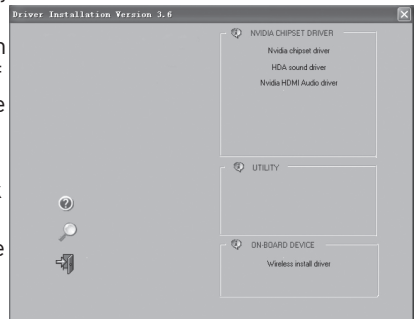 Driver Installation Version 3.6
NVIDIA CHIPSET DRIVER
Nvidia chipset driver
HDA sound driver
Nvidia HDMI Audio driver
UTILITY
ON-BOARD DEVICE
Wireless install driver